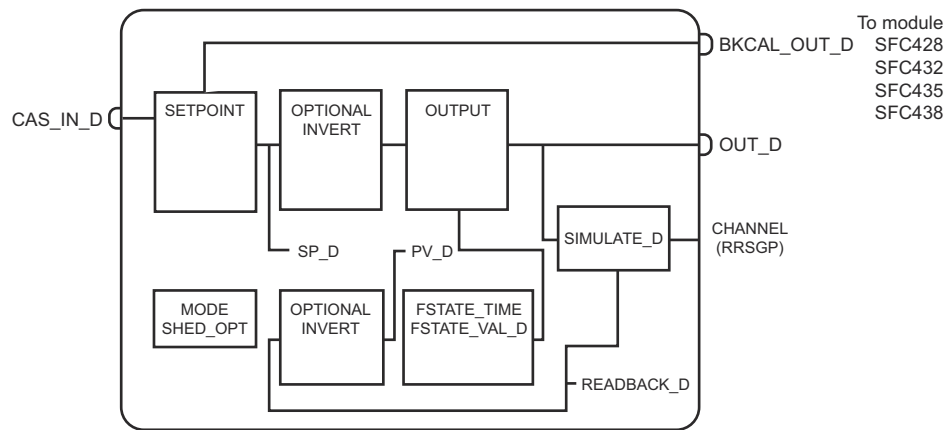 To module
BKCAL_OUT_D SFC428
SFC432
SFC435
SFC438
CAS_IN_D
SETPOINT
OPTIONAL
INVERT
OUTPUT
OUT_D
SIMULATE_D
CHANNEL
(RRSGP)
SP_D
PV_D
MODE
SHED_OPT
OPTIONAL
INVERT
FSTATE_TIME
FSTATE_VAL_D
READBACK_D